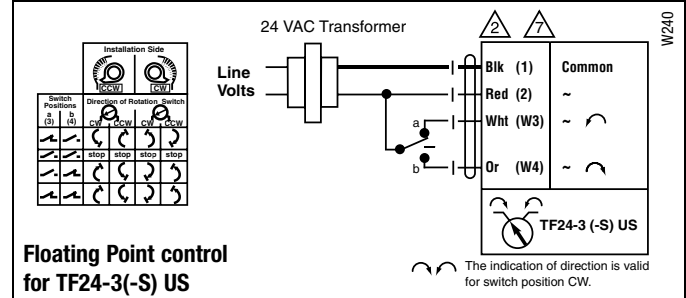 24 VAC Transformer
2
7
W240
Line
Volts
Blk (1) Common
Red (2) ~
a Wht (W3) ~
b Or (W4) ~
TF24-3 (-S) US
Installation Side
CCW CW
Switch
Positions
a b
(3) (4)
Direction of Rotation Switch
CW CCW CW CCW
stop stop stop stop
Floating Point control
for TF24-3(-S) US
The indication of direction is valid
for switch position CW.